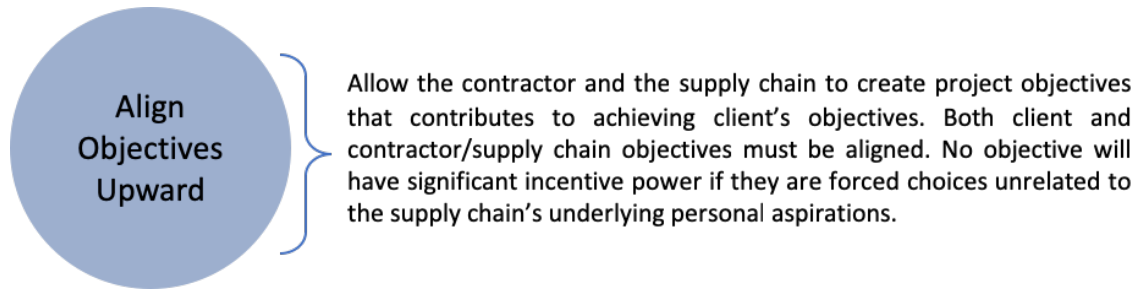 Align
Objectives
Upward
Allow the contractor and the supply chain to create project objectives
that contributes to achieving client's objectives. Both client and
contractor/supply chain objectives must be aligned. No objective will
have significant incentive power if they are forced choices unrelated to
the supply chain's underlying personal aspirations.